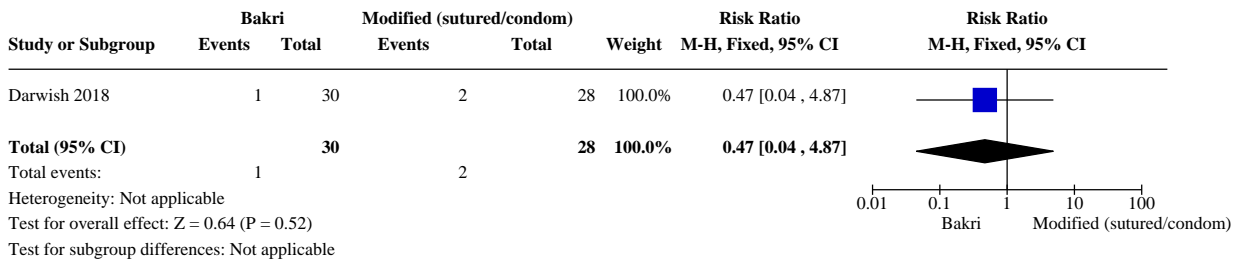 Bakri Modified (sutured/condom) Risk Ratio Risk Ratio
Study or Subgroup Events Total Events Total Weight M-H, Fixed, 95% CI M-H, Fixed, 95% CI
Darwish 2018 1 30 2 28 100.0% 0.47 [0.04 , 4.87]
Total (95% CI) 30 28 100.0% 0.47 [0.04 , 4.87]
Total events: 1 2
Heterogeneity: Not applicable
0.01 0.1 1 10 100
Test for overall effect: Z = 0.64 (P = 0.52)
Bakri Modified (sutured/condom)
Test for subgroup differences: Not applicable